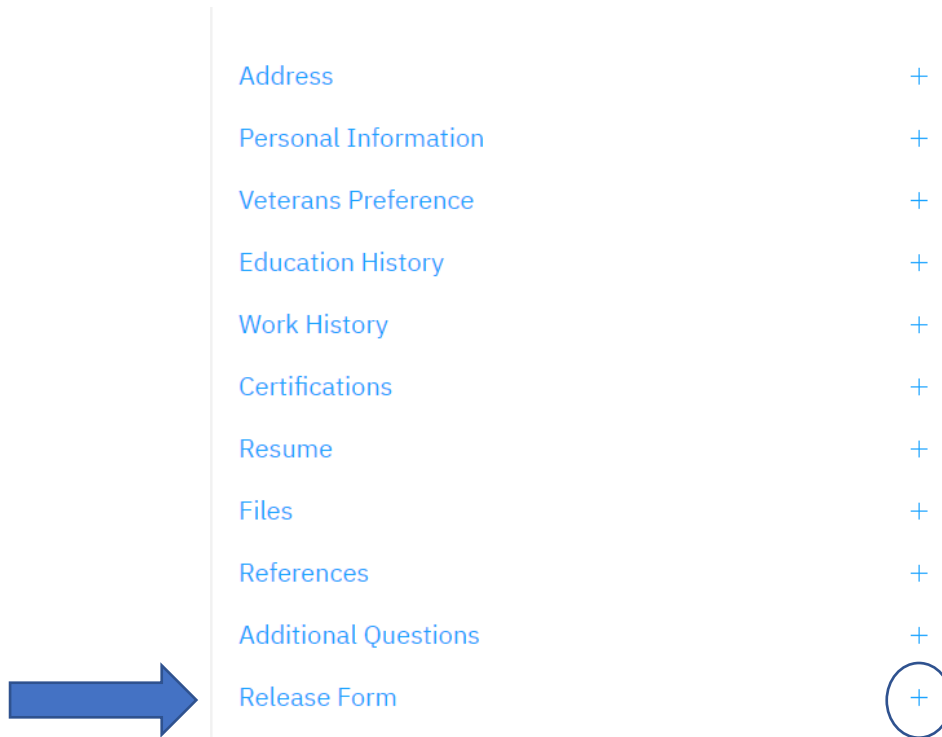 Address +
Personal Information +
Veterans Preference +
Education History +
Work History +
Certifications +
Resume +
Files +
References +
Additional Questions +
Release Form +